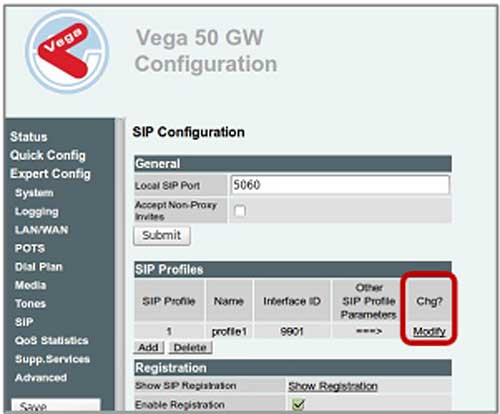 Vega
Vega 50 GW
Configuration
Status
Quick Config
Expert Config
System
Logging
LAN/WAN
POTS
Dial Plan
Media
Tones
SIP
QoS Statistics
Supp.Services
Advanced
Save
SIP Configuration
General
Local SIP Port 5060
Accept Non-Proxy
Invites
Submit
SIP Profiles
SIP Profile Name Interface ID Other SIP Profile Parameters Chg?
1 profile1 9901 ===> Modify
Add Delete
Registration
Show SIP Registration Show Registration
Enable Registration